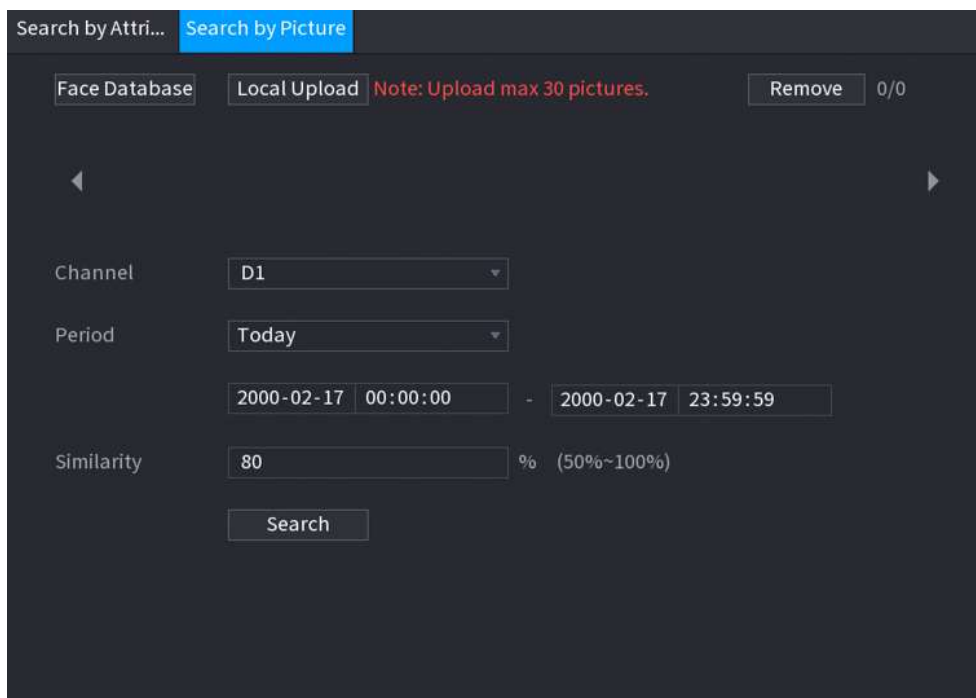 Search by Attri... Search by Picture
Face Database Local Upload Note: Upload max 30 pictures. Remove 0/0
Channel D1
Period Today
2000-02-17 00:00:00 - 2000-02-17 23:59:59
Similarity 80 % (50%~100%)
Search